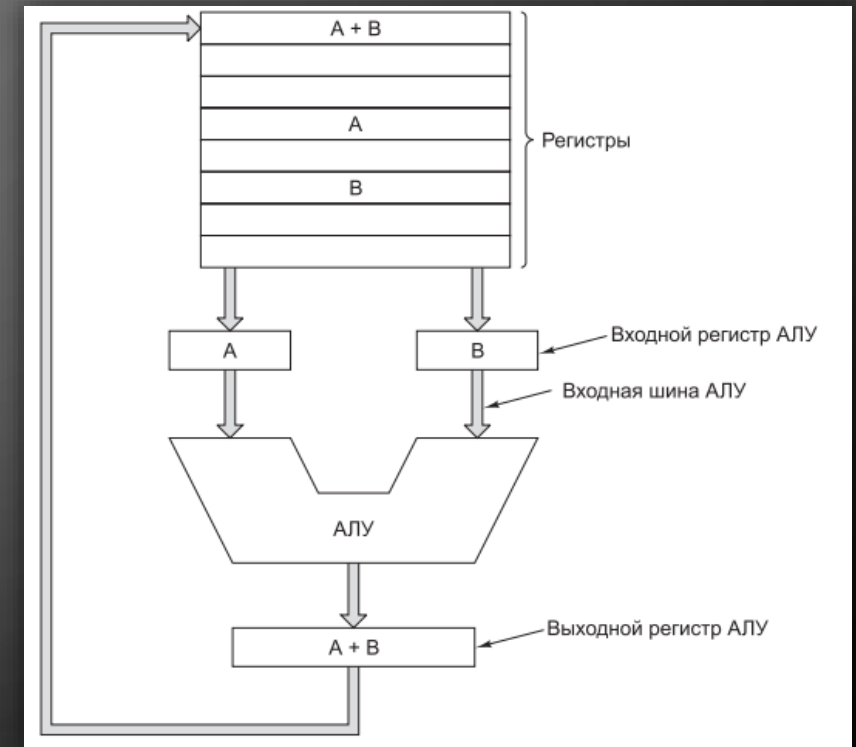 A + B
A
Регистры
B
Входной регистр АЛУ
A
B
Входная шина АЛУ
АЛУ
Выходной регистр АЛУ
A + B